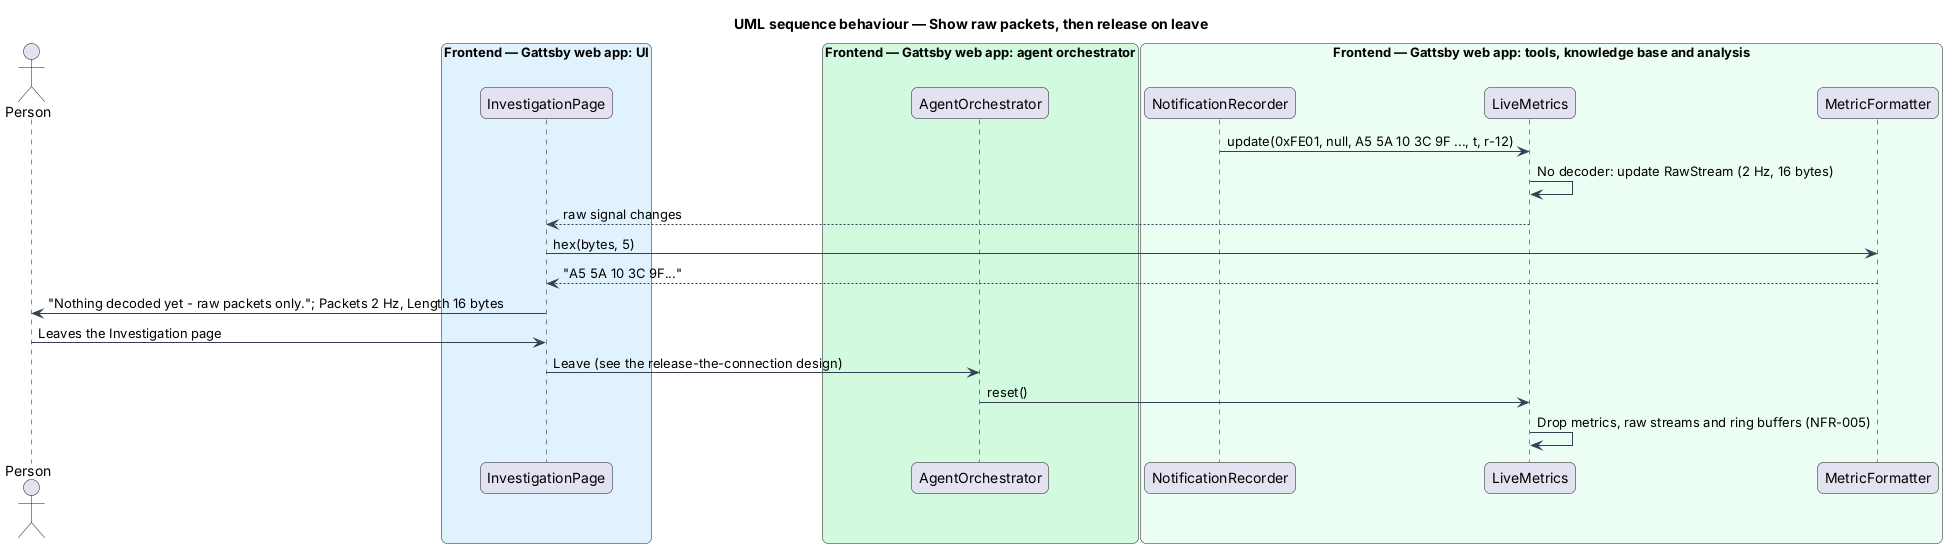 UML sequence behaviour — Show raw packets, then release on leave
Frontend — Gattsby web app: UI
Frontend — Gattsby web app: agent orchestrator
Frontend — Gattsby web app: tools, knowledge base and analysis
Person
InvestigationPage
AgentOrchestrator
NotificationRecorder
LiveMetrics
MetricFormatter
update(0xFE01, null, A5 5A 10 3C 9F ..., t, r-12)
No decoder: update RawStream (2 Hz, 16 bytes)
raw signal changes
hex(bytes, 5)
"A5 5A 10 3C 9F..."
"Nothing decoded yet - raw packets only."; Packets 2 Hz, Length 16 bytes
Leaves the Investigation page
Leave (see the release-the-connection design)
reset()
Drop metrics, raw streams and ring buffers (NFR-005)
Person
InvestigationPage
AgentOrchestrator
NotificationRecorder
LiveMetrics
MetricFormatter